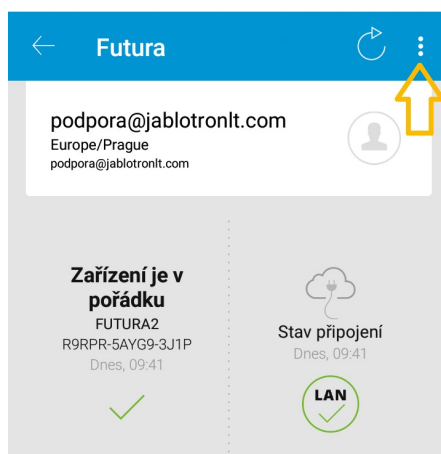 Futura
podpora@jablotronlt.com
Europe/Prague
podpora@jablotronlt.com
Zařízení je v
pořádku
FUTURA2
R9RPR-5AYG9-3J1P
Dnes, 09:41
Stav připojení
Dnes, 09:41
LAN